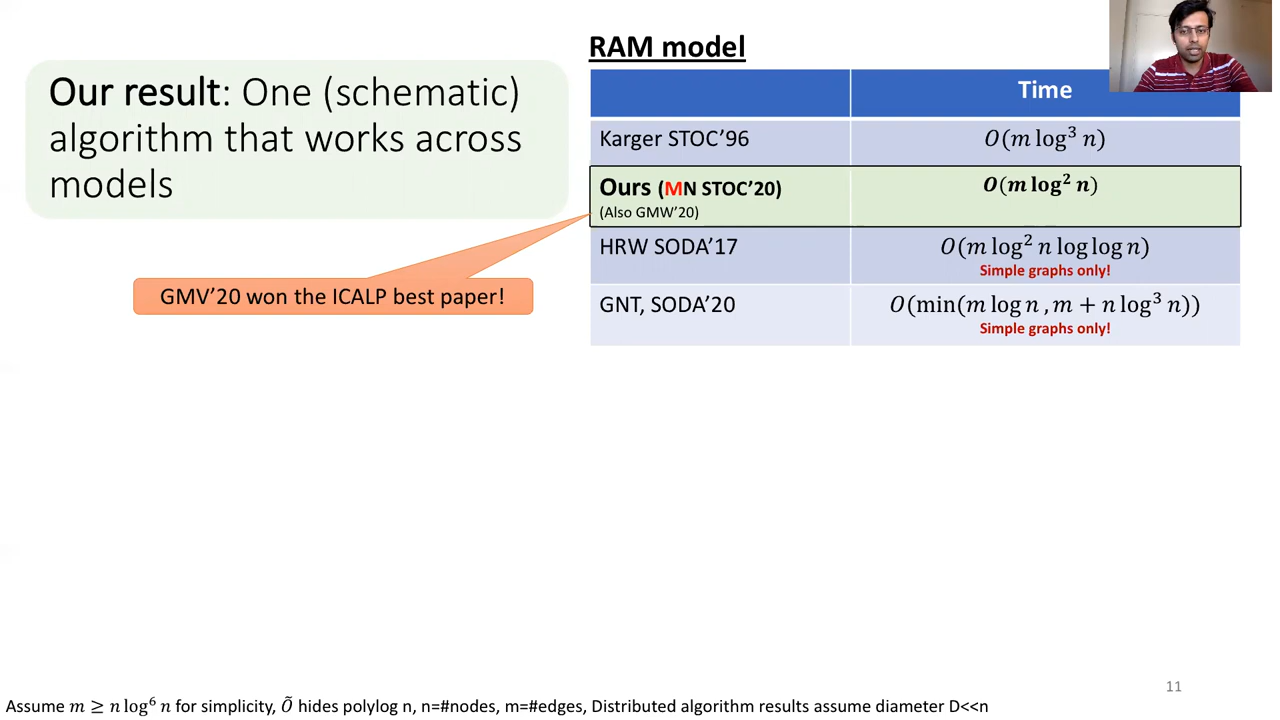 Our result: One (schematic)
algorithm that works across
models
GMV'20 won the ICALP best paper!
RAM model
Time
Karger STOC'96 O(m log³ n)
Ours (MN STOC'20) O(m log² n)
(Also GMW'20)
HRW SODA'17 O(m log² n log log n)
Simple graphs only!
GNT, SODA'20 O(min(m log n , m + n log³ n))
Simple graphs only!
11
Assume m ≥ n log⁶ n for simplicity, Õ hides polylog n, n=#nodes, m=#edges, Distributed algorithm results assume diameter D<<n